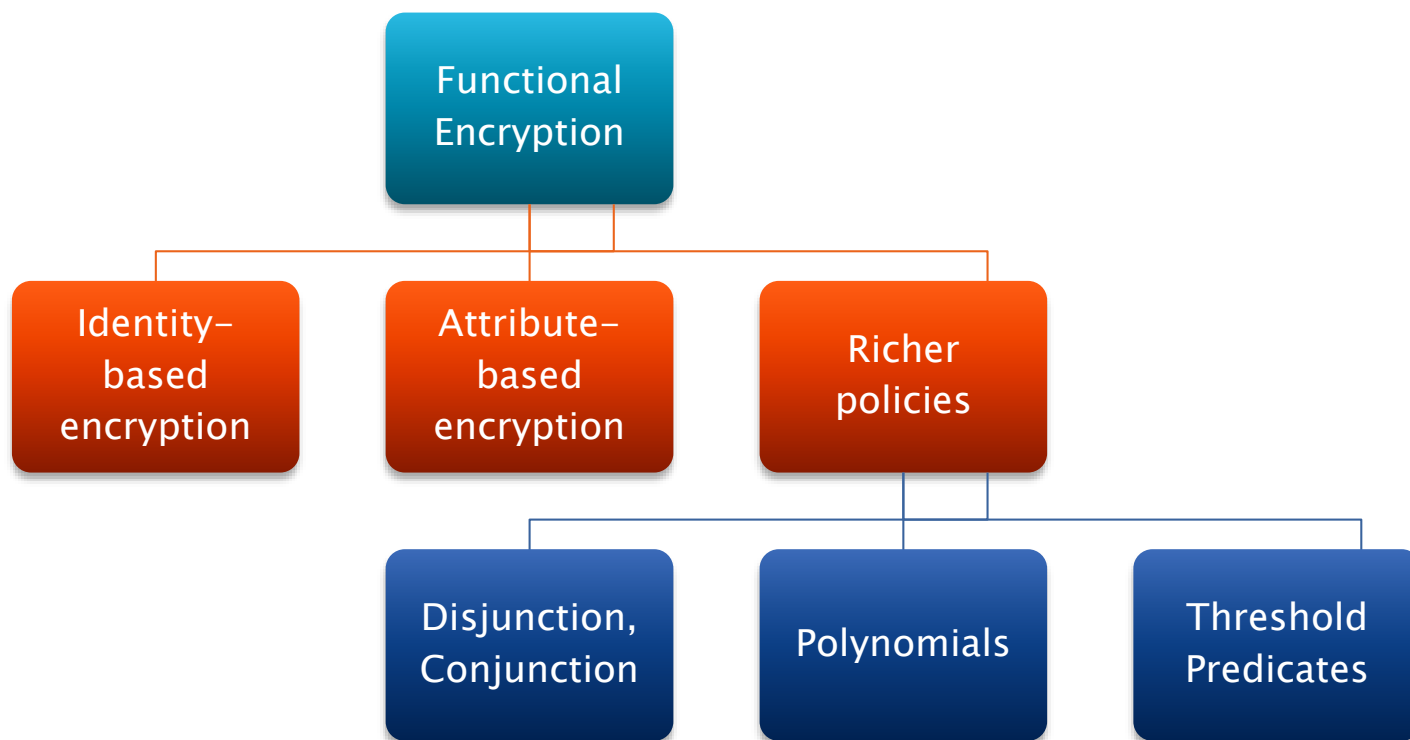 Functional
Encryption
Identity-
based
encryption
Attribute-
based
encryption
Richer
policies
Disjunction,
Conjunction
Polynomials
Threshold
Predicates